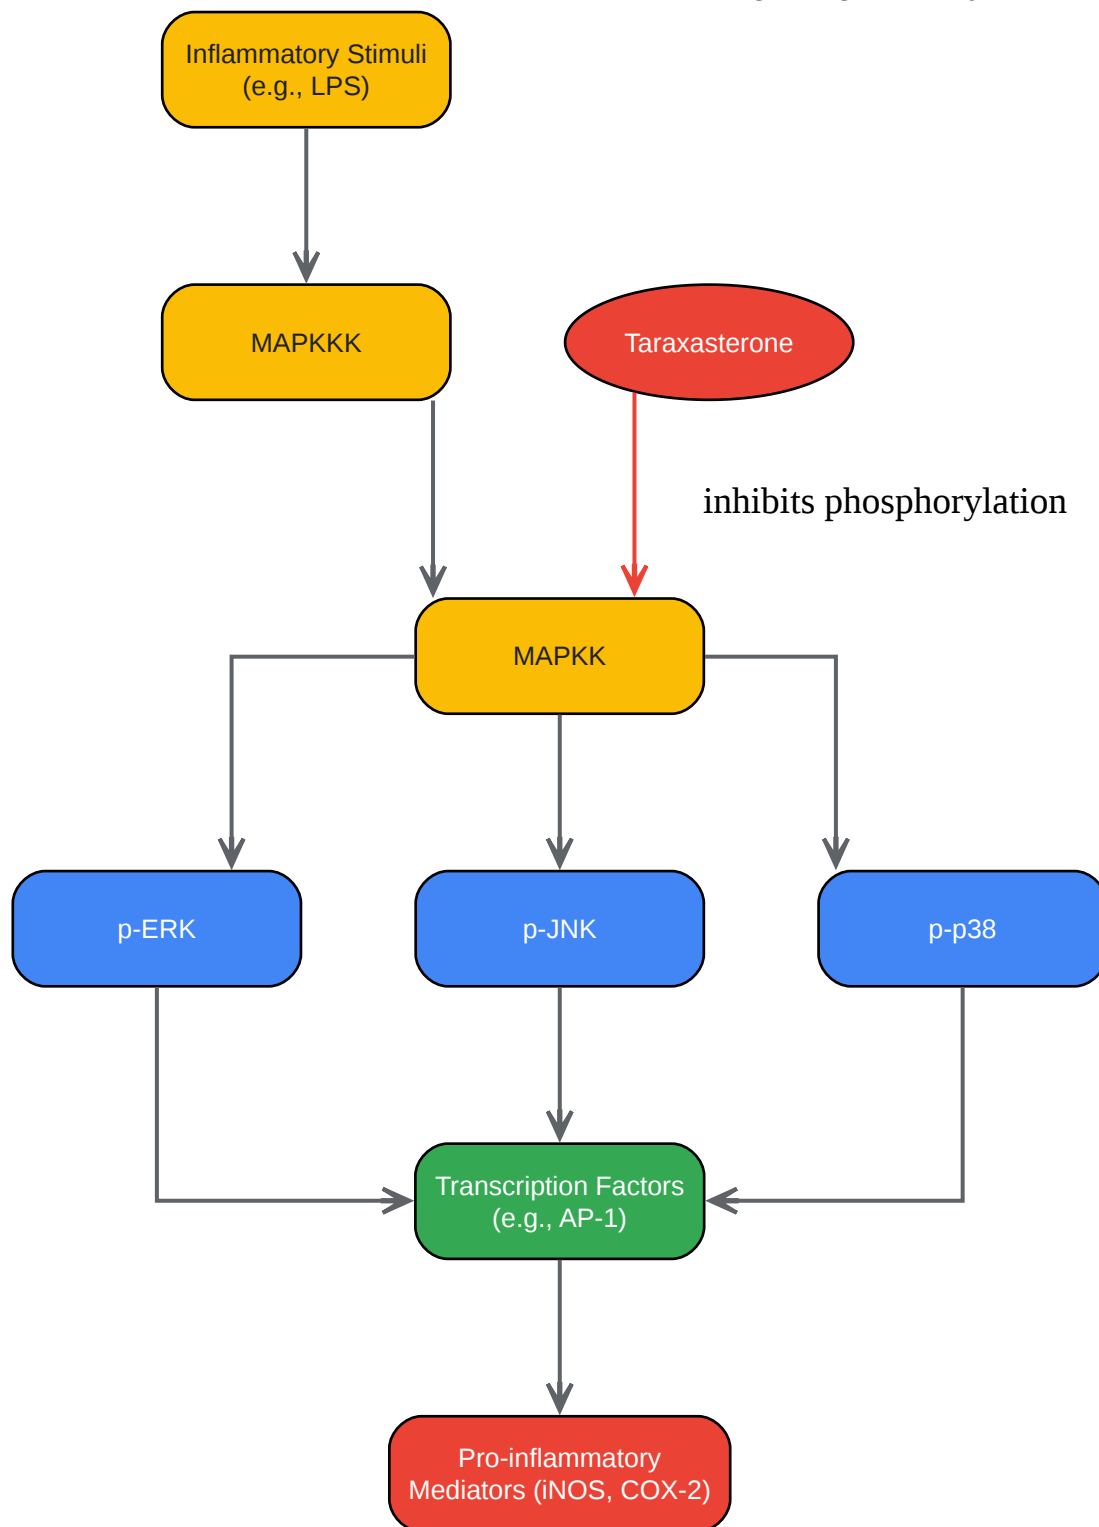 Inflammatory Stimuli
(e.g., LPS)
MAPKKK
Taraxasterone
inhibits phosphorylation
MAPKK
p-ERK
p-JNK
p-p38
Transcription Factors
(e.g., AP-1)
Pro-inflammatory
Mediators (iNOS, COX-2)